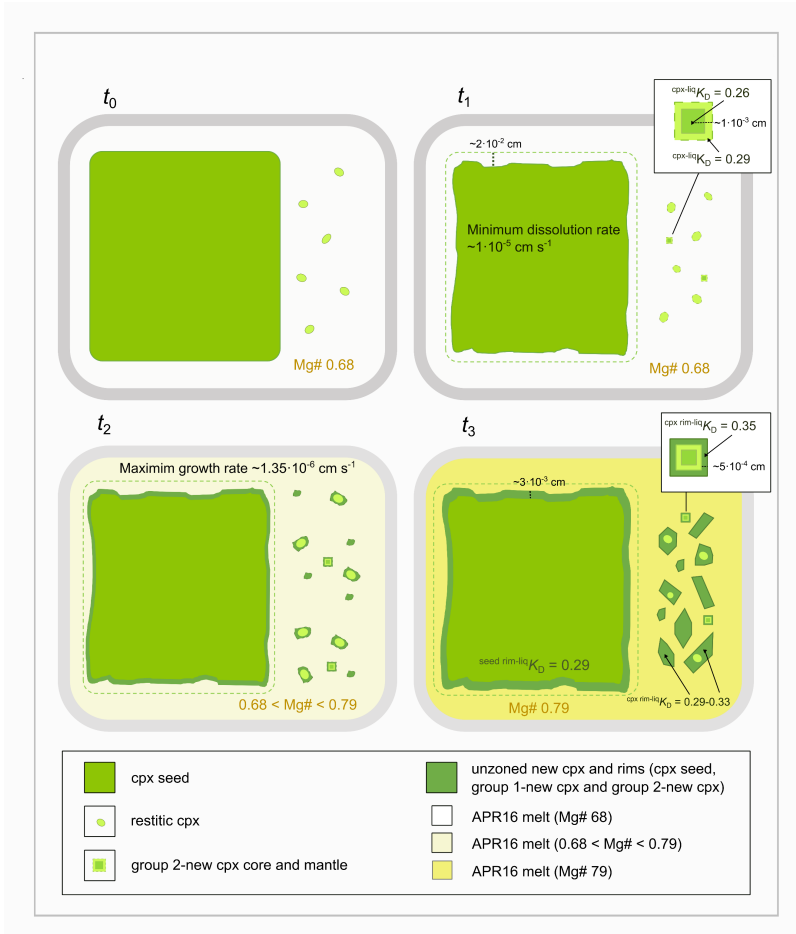 t0
Mg# 0.68
t1
~2·10-2 cm
Minimum dissolution rate
~1·10-5 cm s-1
Mg# 0.68
cpx-liqKD = 0.26
~1·10-3 cm
cpx-liqKD = 0.29
t2
Maximim growth rate ~1.35·10-6 cm s-1
0.68 < Mg# < 0.79
t3
~3·10-3 cm
seed rim-liqKD = 0.29
Mg# 0.79
cpx rim-liqKD = 0.35
~5·10-4 cm
cpx rim-liqKD = 0.29-0.33
cpx seed
restitic cpx
group 2-new cpx core and mantle
unzoned new cpx and rims (cpx seed,
group 1-new cpx and group 2-new cpx)
APR16 melt (Mg# 68)
APR16 melt (0.68 < Mg# < 0.79)
APR16 melt (Mg# 79)